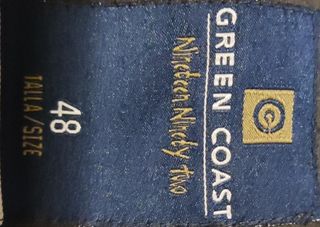 GREEN COAST
Nineteen Ninety two
48
TALLA / SIZE